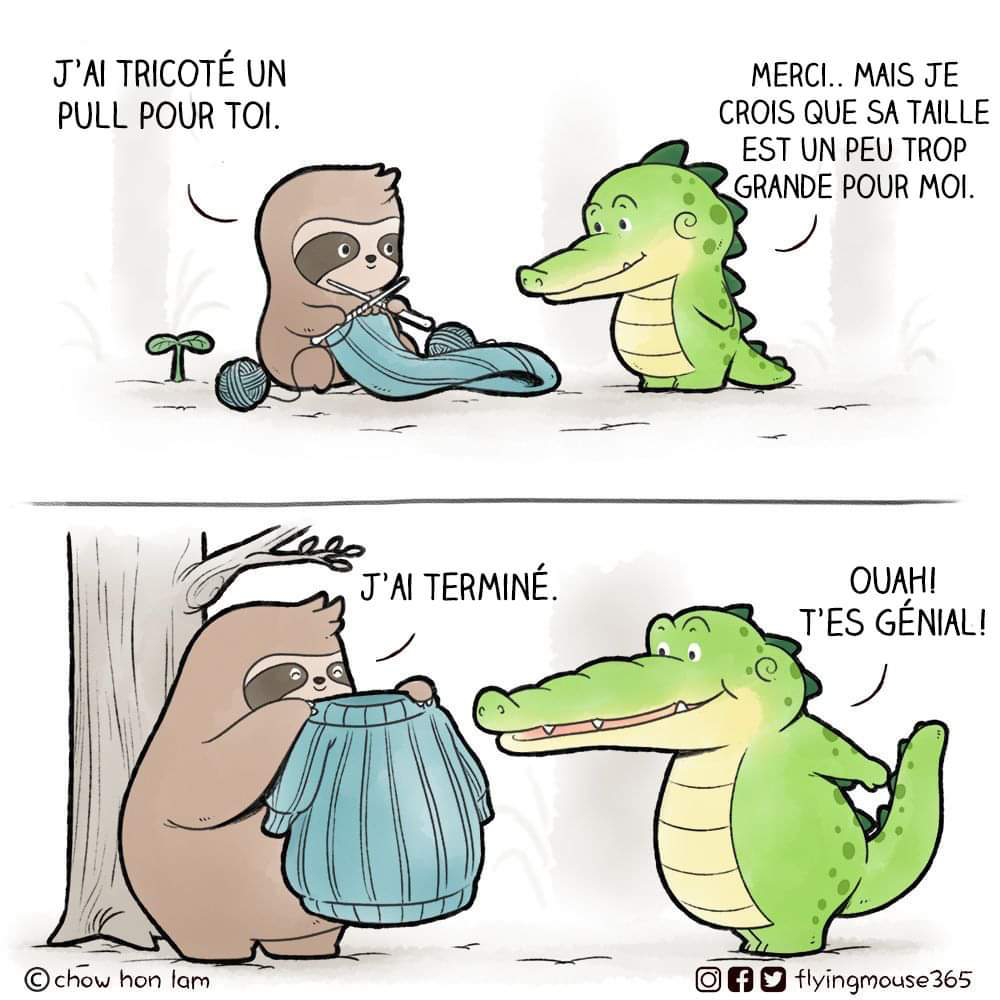 J'AI TRICOTÉ UN
PULL POUR TOI.
MERCI.. MAIS JE
CROIS QUE SA TAILLE
EST UN PEU TROP
GRANDE POUR MOI.
J'AI TERMINÉ.
OUAH!
T'ES GÉNIAL!
© chow hon lam
flyingmouse365